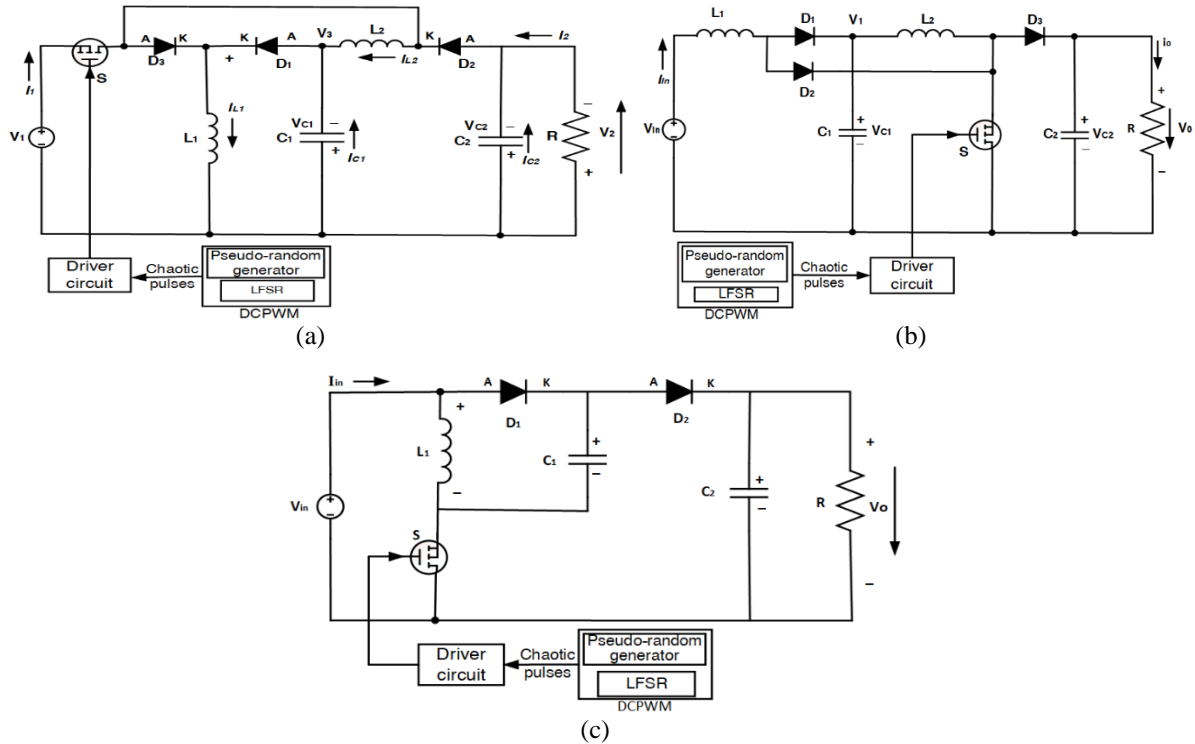 I1
V1
S
A
K
D3
+
IL1
L1
K
A
D1
V3
L2
IL2
K
A
D2
I2
VC1
−
C1
+
IC1
VC2
−
C2
+
IC2
−
R
+
V2
Driver circuit
Chaotic pulses
Pseudo-random generator
LFSR
DCPWM
(a)
L1
D1
V1
L2
D3
io
Iin
D2
Vin
C1
+
VC1
−
S
C2
+
VC2
−
+
R
V0
−
Pseudo-random generator
LFSR
DCPWM
Chaotic pulses
Driver circuit
(b)
Iin
A
K
D1
A
K
D2
+
L1
−
C1
+
−
Vin
S
C2
+
−
+
R
Vo
−
Driver circuit
Chaotic pulses
Pseudo-random generator
LFSR
DCPWM
(c)